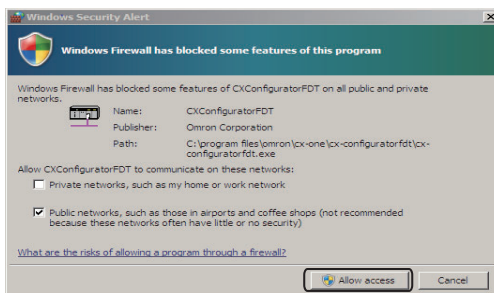 Windows Security Alert
Windows Firewall has blocked some features of this program
Windows Firewall has blocked some features of CXConfiguratorFDT on all public and private
networks.
Name: CXConfiguratorFDT
Publisher: Omron Corporation
Path: C:\program files\omron\cx-one\cx-configuratorfdt\cx-
configuratorfdt.exe
Allow CXConfiguratorFDT to communicate on these networks:
Private networks, such as my home or work network
Public networks, such as those in airports and coffee shops (not recommended
because these networks often have little or no security)
What are the risks of allowing a program through a firewall?
Allow access Cancel